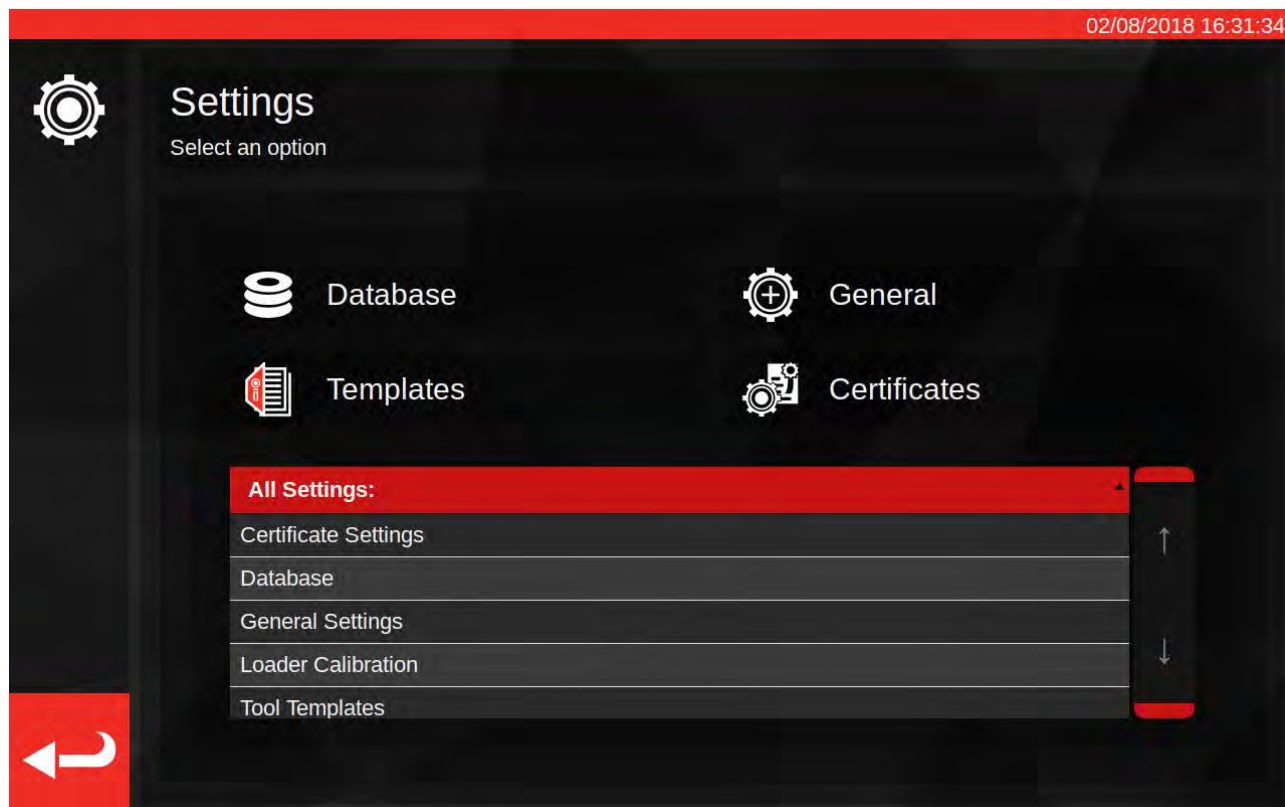 02/08/2018 16:31:34
Settings
Select an option
Database
General
Templates
Certificates
All Settings:
Certificate Settings
Database
General Settings
Loader Calibration
Tool Templates